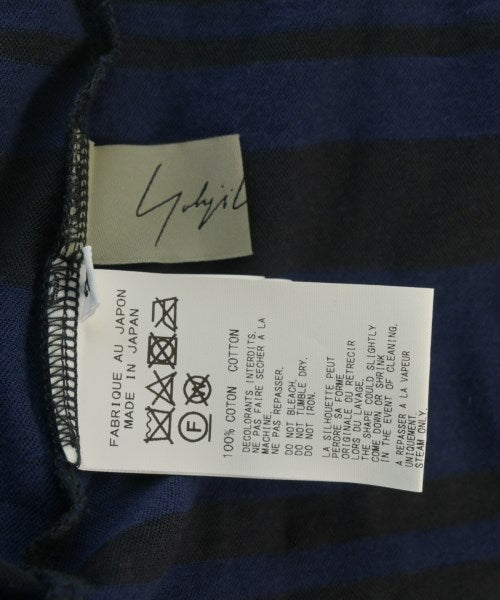 Yohji
FABRIQUE AU JAPON
MADE IN JAPAN
F
100% COTON COTTON
DECOLORANTS INTERDITS.
NE PAS FAIRE SECHER A LA
MACHINE.
NE PAS REPASSER.
DO NOT BLEACH.
DO NOT TUMBLE DRY.
DO NOT IRON.
LA SILHOUETTE PEUT
PERDRE SA FORME
ORIGINALE OU RETRECIR
LORS DU LAVAGE.
THE SHAPE COULD SLIGHTLY
COME DOWN OR SHRINK
IN THE EVENT OF CLEANING.
A REPASSER A LA VAPEUR
UNIQUEMENT.
STEAM ONLY.